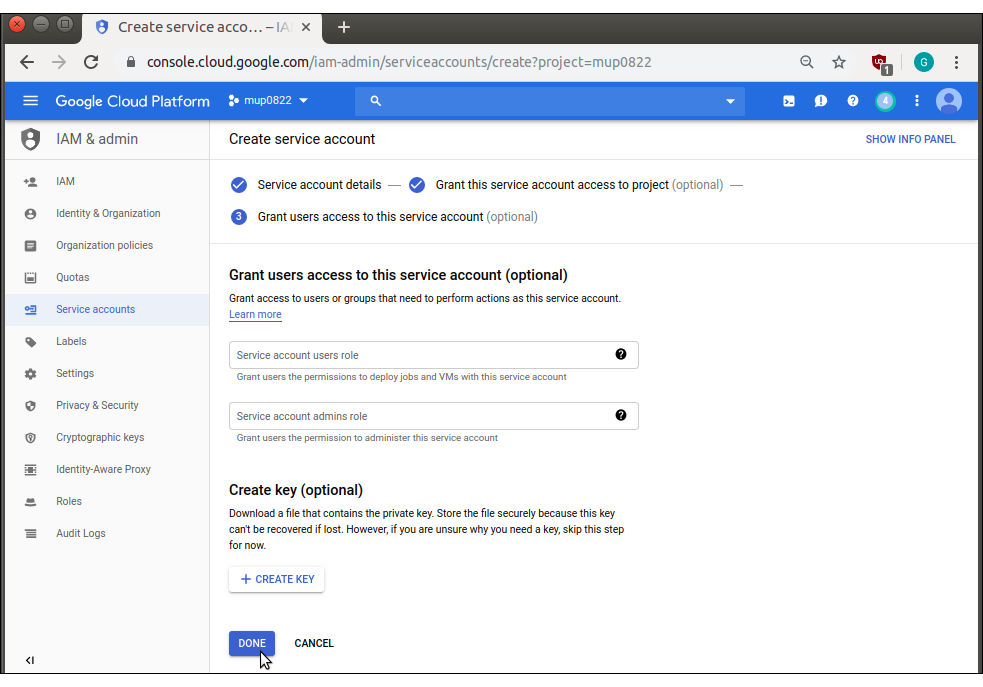 Create service acco… – IA
console.cloud.google.com/iam-admin/serviceaccounts/create?project=mup0822
1
G
Google Cloud Platform
mup0822
4
IAM & admin
Create service account
SHOW INFO PANEL
IAM
Identity & Organization
Organization policies
Quotas
Service accounts
Labels
Settings
Privacy & Security
Cryptographic keys
Identity-Aware Proxy
Roles
Audit Logs
Service account details — Grant this service account access to project (optional) —
3 Grant users access to this service account (optional)
Grant users access to this service account (optional)
Grant access to users or groups that need to perform actions as this service account.
Learn more
Service account users role
Grant users the permissions to deploy jobs and VMs with this service account
Service account admins role
Grant users the permission to administer this service account
Create key (optional)
Download a file that contains the private key. Store the file securely because this key
can't be recovered if lost. However, if you are unsure why you need a key, skip this step
for now.
+ CREATE KEY
DONE
CANCEL